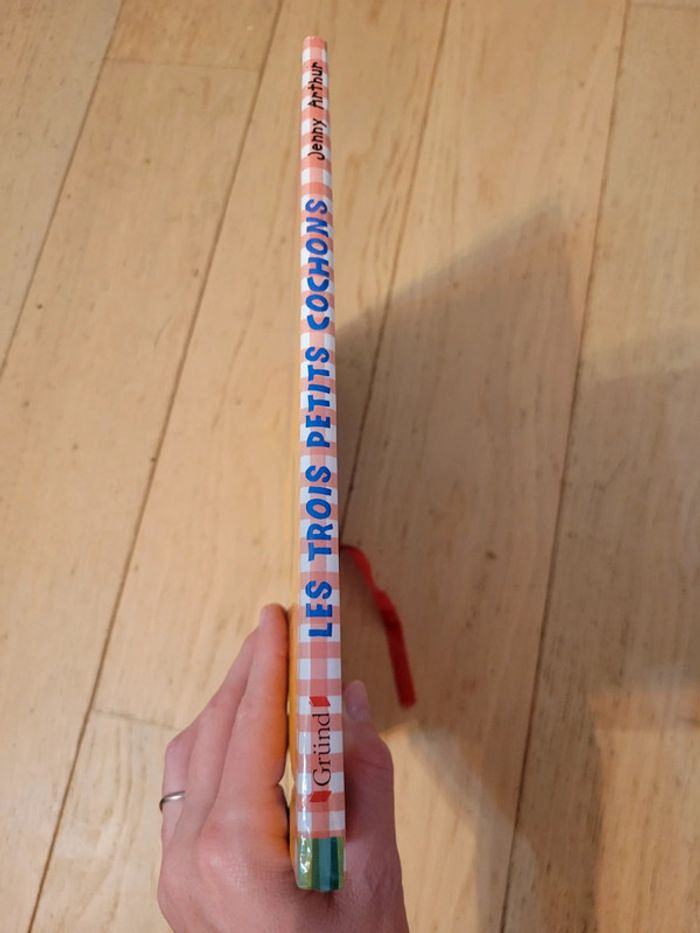 Gründ
LES TROIS PETITS COCHONS
Jenny Arthur